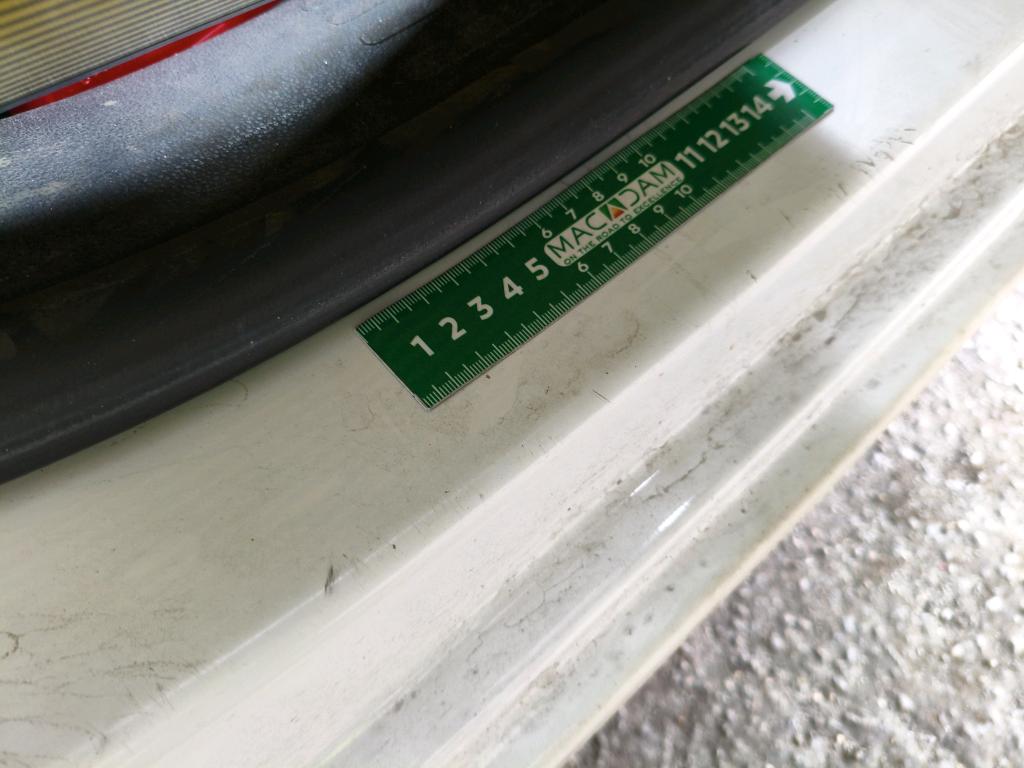 6 7 8 9 10
1 2 3 4 5 MACADAM 11 12 13 14
ON THE ROAD TO EXCELLENCE
6 7 8 9 10